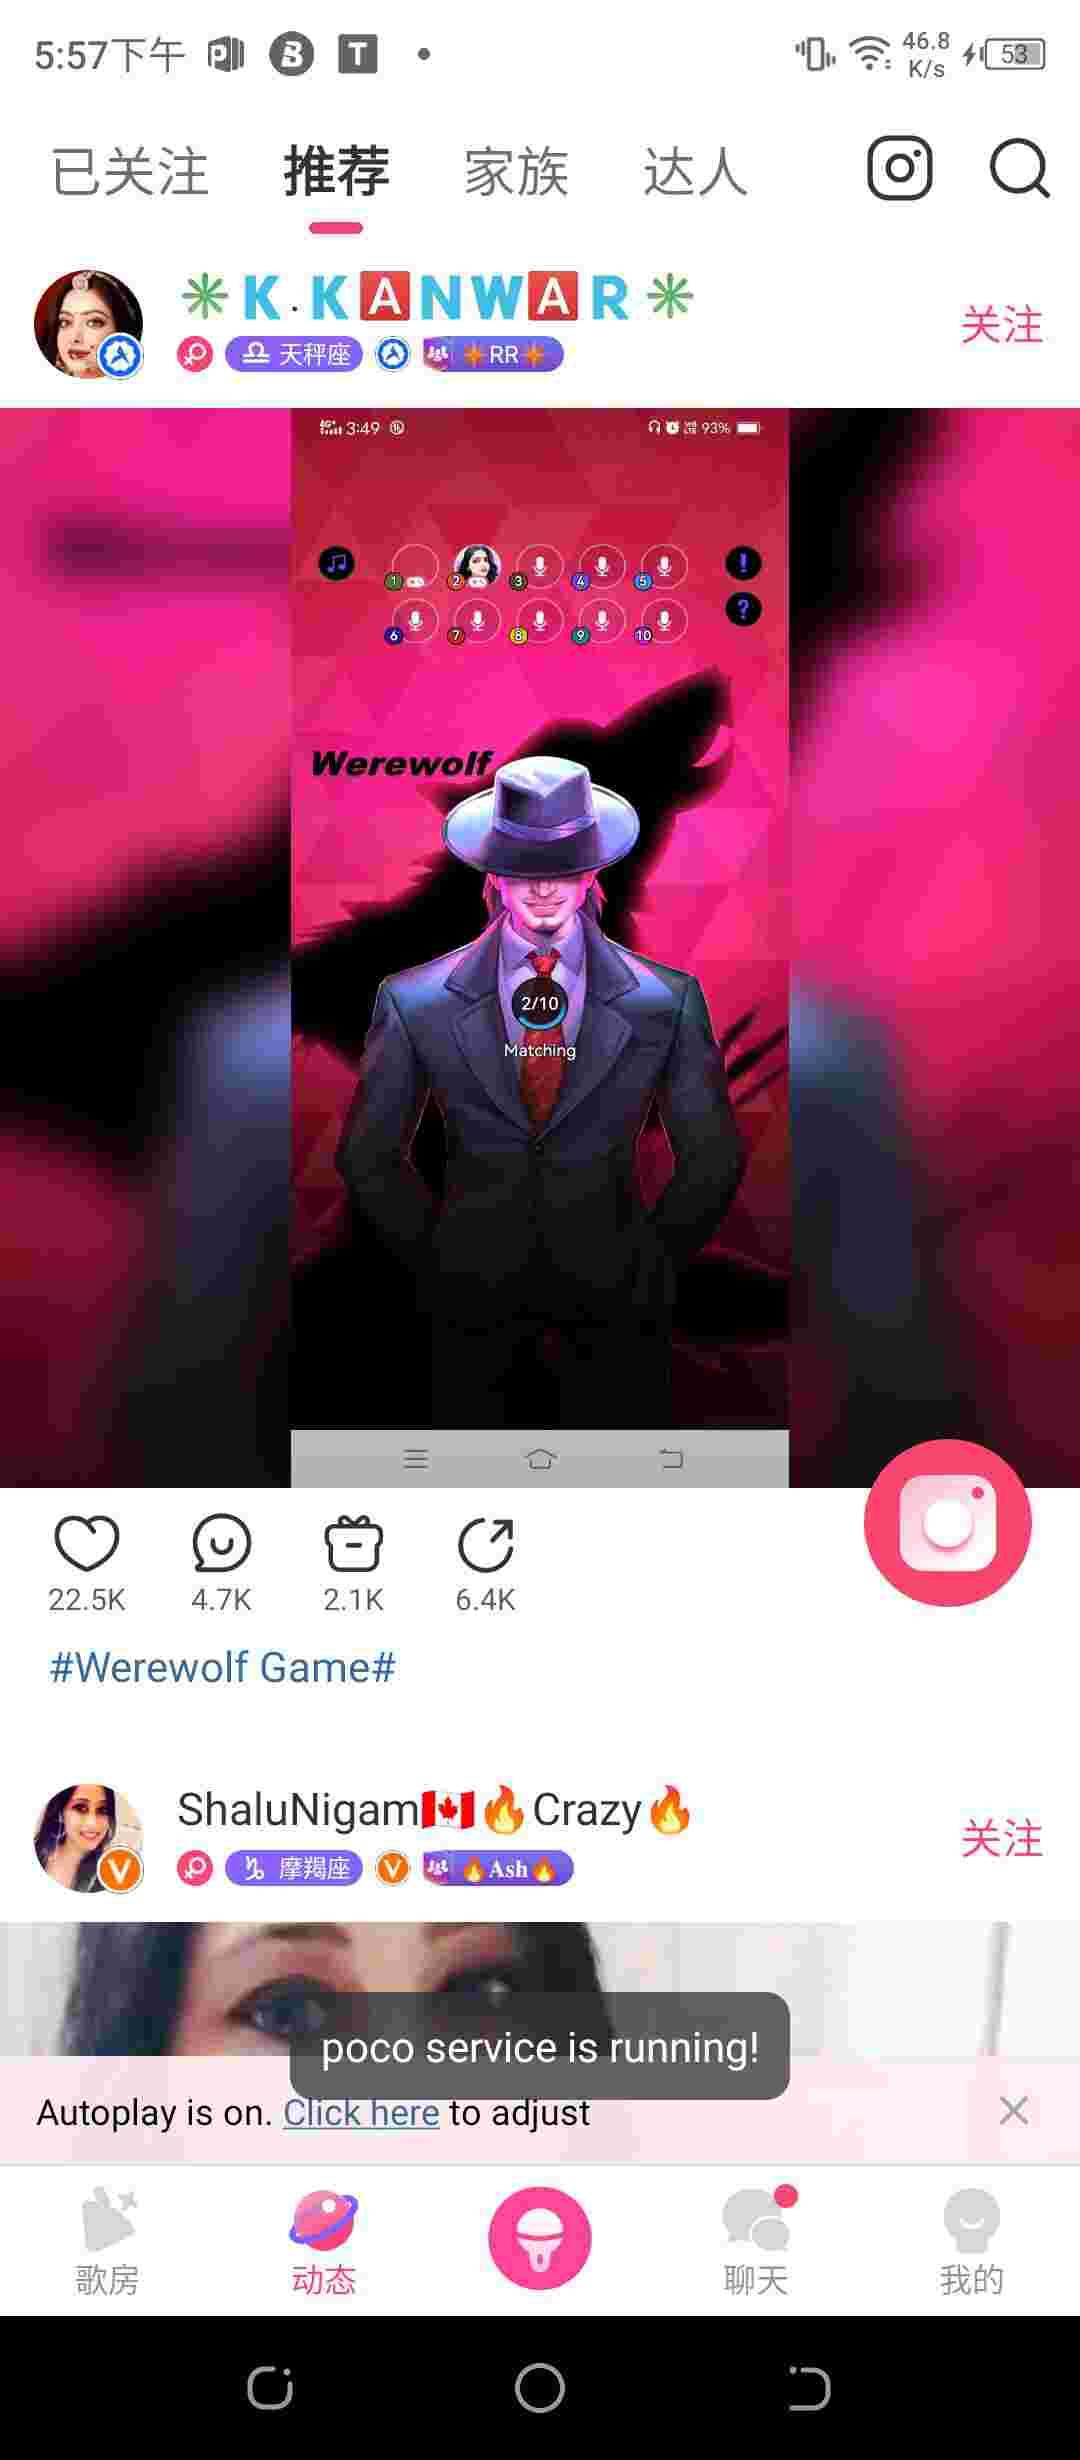 5:57下午 46.8 K/s 53
已关注 推荐 家族 达人
K.KANWAR
关注
天秤座 RR
3:49 93%
1 2 3 4 5
6 7 8 9 10
Werewolf
2/10
Matching
22.5K 4.7K 2.1K 6.4K
#Werewolf Game#
ShaluNigam🇨🇦🔥Crazy🔥
关注
摩羯座 V 🔥Ash🔥
poco service is running!
Autoplay is on. Click here to adjust
歌房 动态 聊天 我的